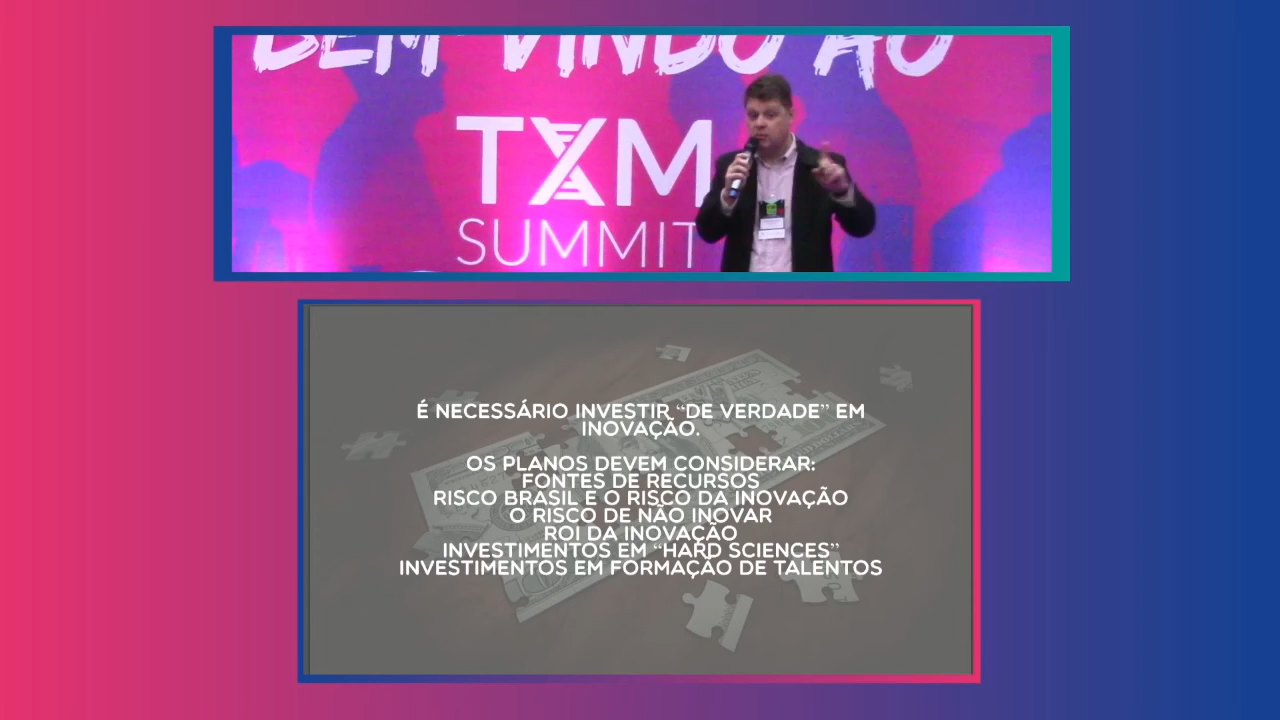 BEM-VINDO AO
TXM
SUMMIT
É NECESSÁRIO INVESTIR “DE VERDADE” EM
INOVAÇÃO.
OS PLANOS DEVEM CONSIDERAR:
FONTES DE RECURSOS
RISCO BRASIL E O RISCO DA INOVAÇÃO
O RISCO DE NÃO INOVAR
ROI DA INOVAÇÃO
INVESTIMENTOS EM “HARD SCIENCES”
INVESTIMENTOS EM FORMAÇÃO DE TALENTOS